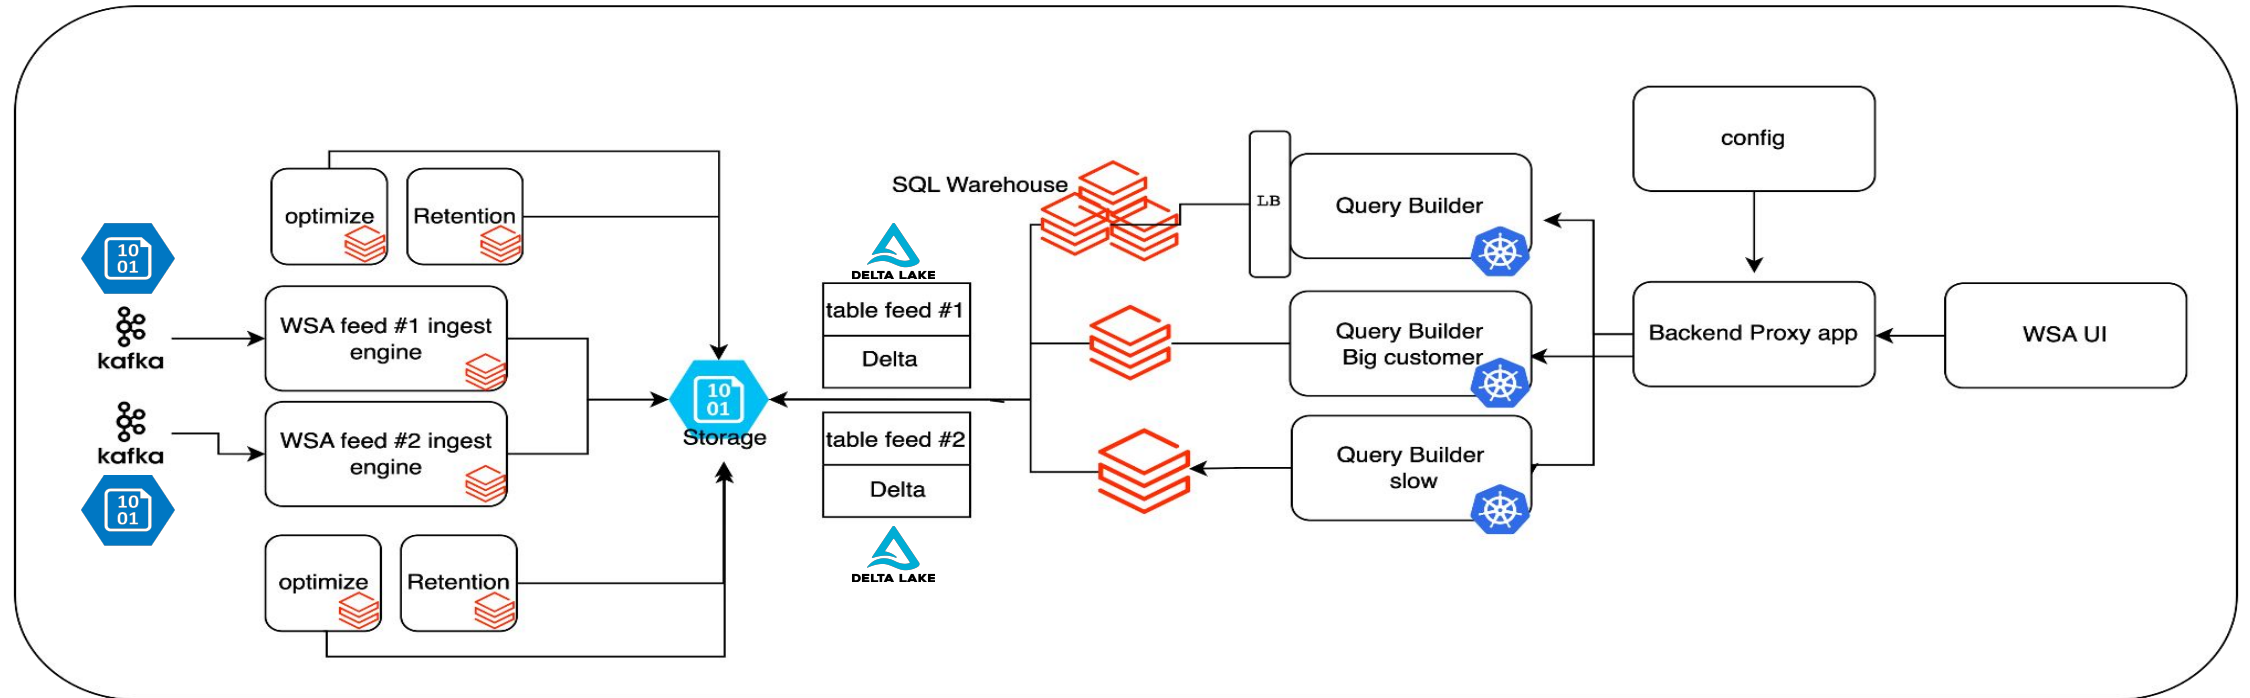 optimize
Retention
10
01
kafka
WSA feed #1 ingest
engine
kafka
WSA feed #2 ingest
engine
10
01
optimize
Retention
10
01
Storage
DELTA LAKE
table feed #1
Delta
table feed #2
Delta
DELTA LAKE
SQL Warehouse
LB
Query Builder
Query Builder
Big customer
Query Builder
slow
config
Backend Proxy app
WSA UI